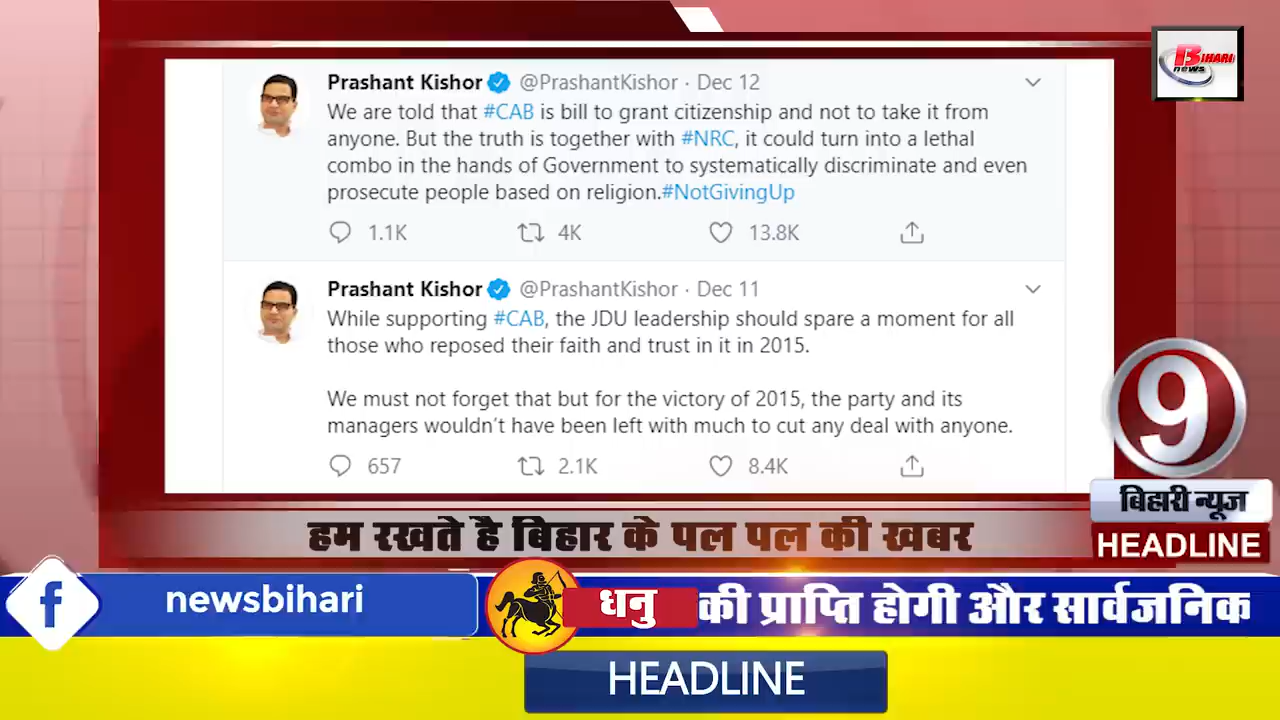 BIHARI
news
Prashant Kishor @PrashantKishor · Dec 12
We are told that #CAB is bill to grant citizenship and not to take it from
anyone. But the truth is together with #NRC, it could turn into a lethal
combo in the hands of Government to systematically discriminate and even
prosecute people based on religion.#NotGivingUp
1.1K 4K 13.8K
Prashant Kishor @PrashantKishor · Dec 11
While supporting #CAB, the JDU leadership should spare a moment for all
those who reposed their faith and trust in it in 2015.
We must not forget that but for the victory of 2015, the party and its
managers wouldn't have been left with much to cut any deal with anyone.
657 2.1K 8.4K
9
बिहारी न्यूज
HEADLINE
हम रखते है बिहार के पल पल की खबर
f newsbihari
धनु की प्राप्ति होगी और सार्वजनिक
HEADLINE